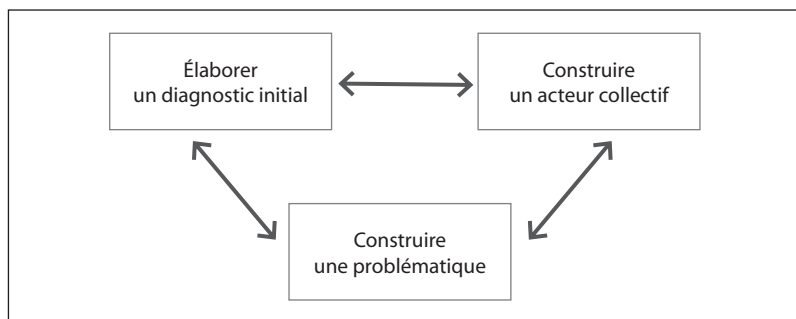 Élaborer
un diagnostic initial
Construire
un acteur collectif
Construire
une problématique